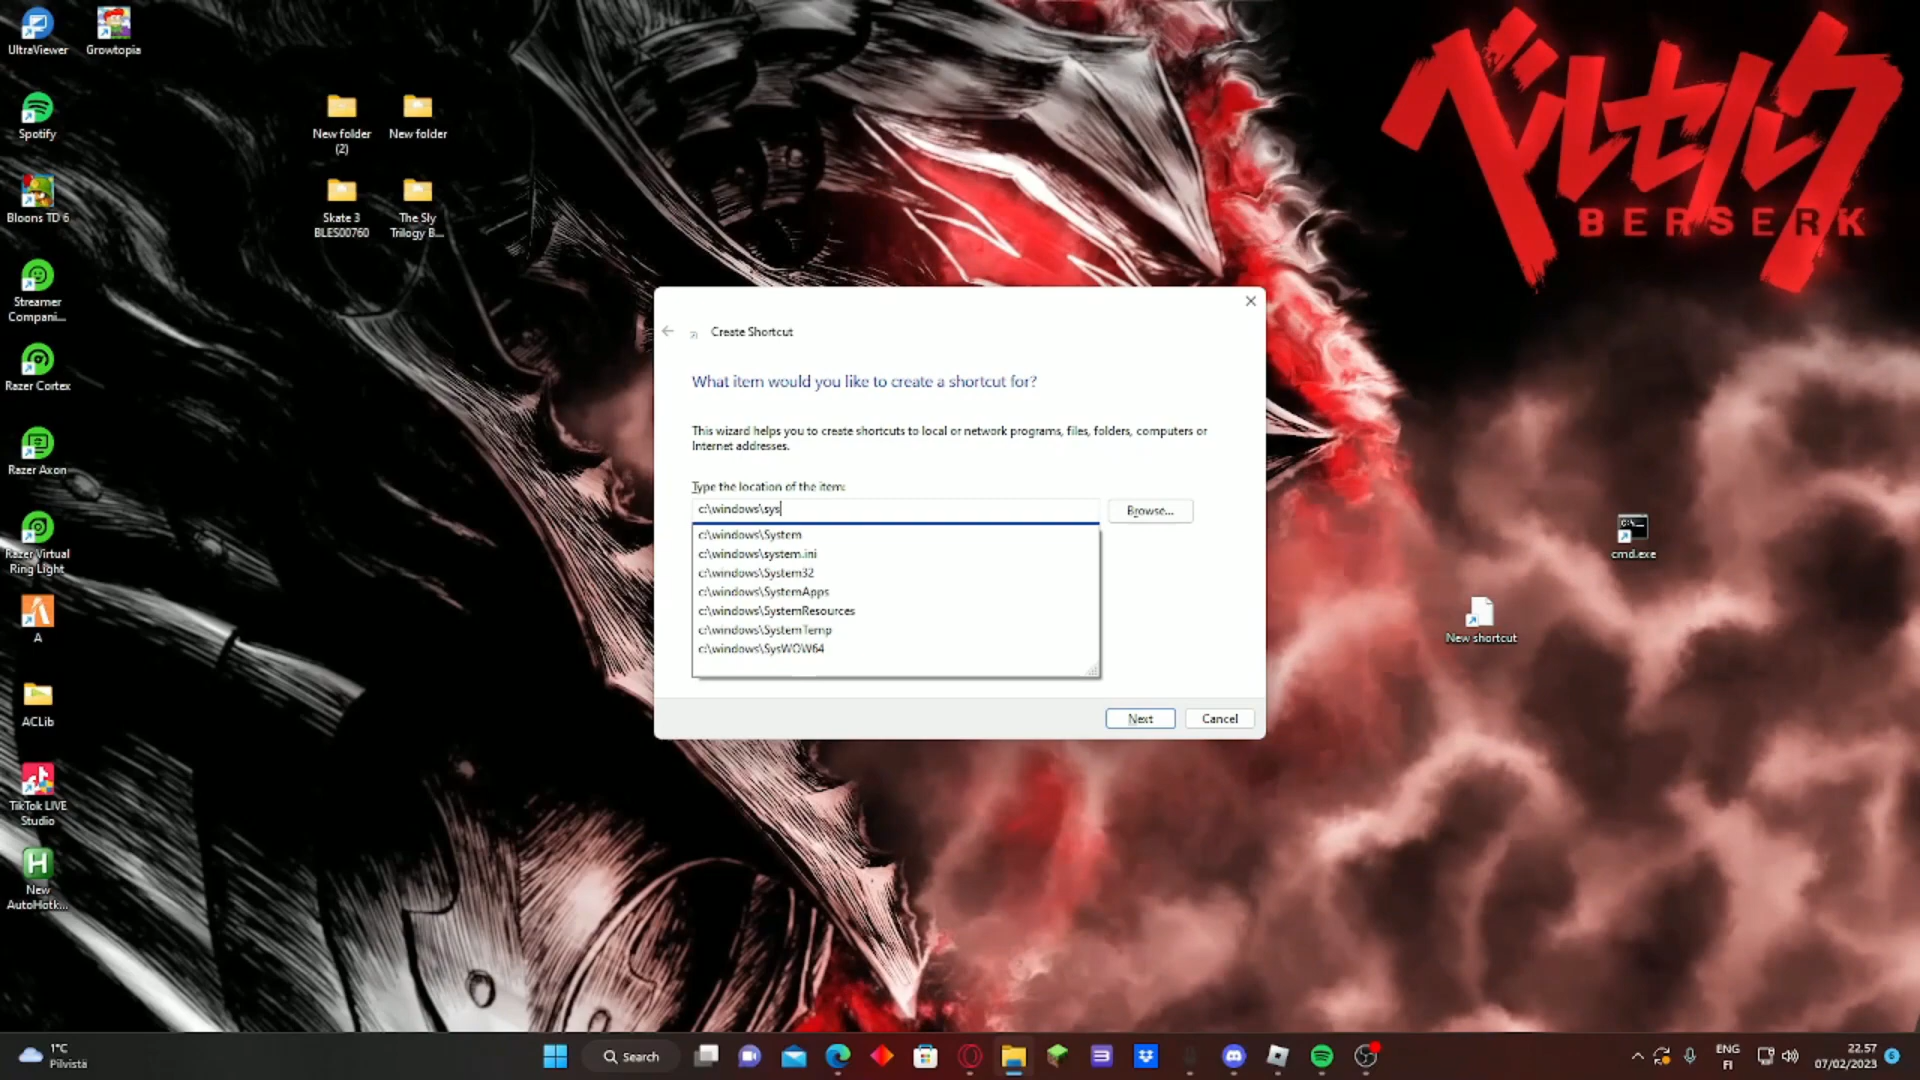 UltraViewer
Growtopia
Spotify
New folder
(2)
New folder
Bloons TD 6
Skate 3
BLES00760
The Sly
Trilogy B...
Streamer
Compani...
Razer Cortex
Razer Axon
Razer Virtual
Ring Light
A
ACLib
TikTok LIVE
Studio
H
New
AutoHotk...
ベルセルク
BERSERK
Create Shortcut
What item would you like to create a shortcut for?
This wizard helps you to create shortcuts to local or network programs, files, folders, computers or
Internet addresses.
Type the location of the item:
c:\windows\sys
Browse...
c:\windows\System
c:\windows\system.ini
c:\windows\System32
c:\windows\SystemApps
c:\windows\SystemResources
c:\windows\SystemTemp
c:\windows\SysWOW64
Next
Cancel
cmd.exe
New shortcut
1°C
Pilvistä
Search
ENG
FI
22.57
07/02/2023
6